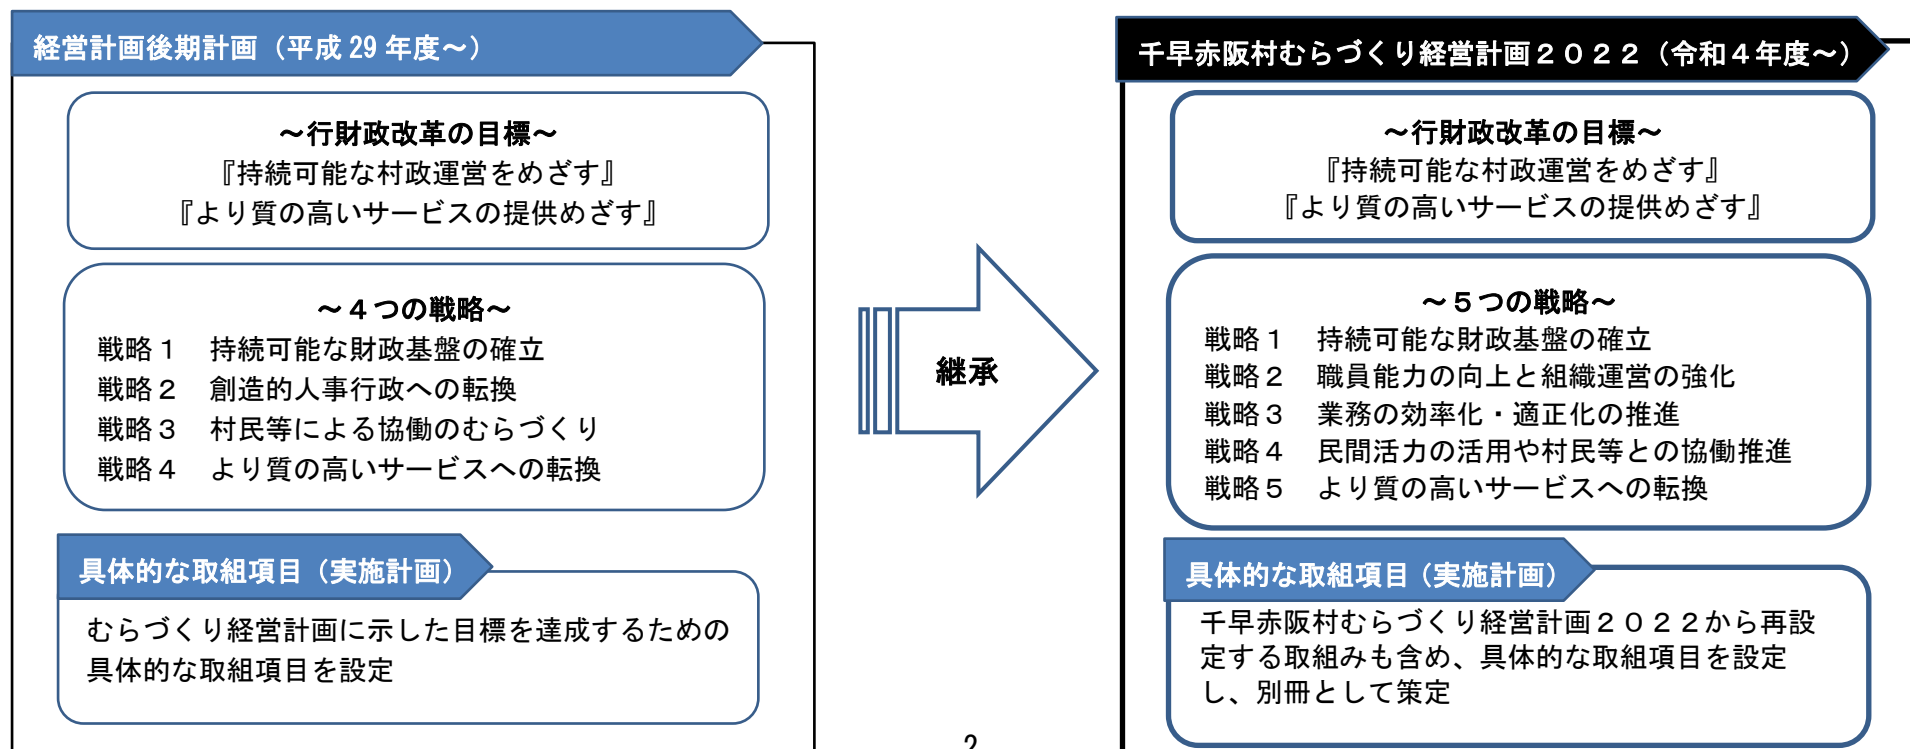 経営計画後期計画（平成 29 年度～）
～行財政改革の目標～
『持続可能な村政運営をめざす』
『より質の高いサービスの提供めざす』
～４つの戦略～
戦略１　持続可能な財政基盤の確立
戦略２　創造的人事行政への転換
戦略３　村民等による協働のむらづくり
戦略４　より質の高いサービスへの転換
具体的な取組項目（実施計画）
むらづくり経営計画に示した目標を達成するための
具体的な取組項目を設定
継承
千早赤阪村むらづくり経営計画２０２２（令和４年度～）
～行財政改革の目標～
『持続可能な村政運営をめざす』
『より質の高いサービスの提供めざす』
～５つの戦略～
戦略１　持続可能な財政基盤の確立
戦略２　職員能力の向上と組織運営の強化
戦略３　業務の効率化・適正化の推進
戦略４　民間活力の活用や村民等との協働推進
戦略５　より質の高いサービスへの転換
具体的な取組項目（実施計画）
千早赤阪村むらづくり経営計画２０２２から再設
定する取組みも含め、具体的な取組項目を設定
し、別冊として策定
2